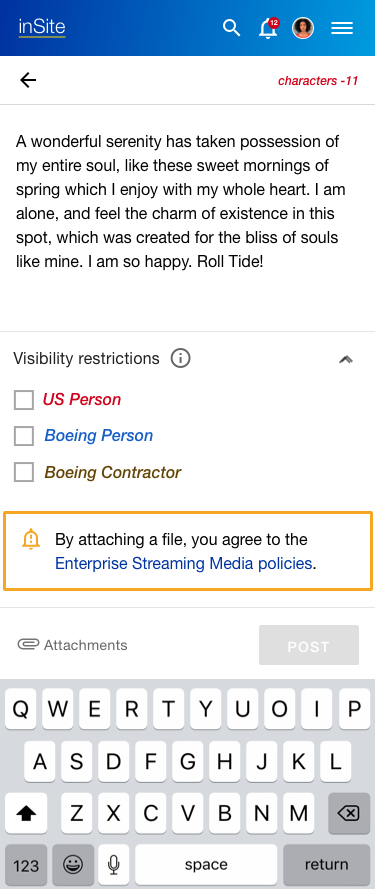 inSite
12
characters -11
A wonderful serenity has taken possession of
my entire soul, like these sweet mornings of
spring which I enjoy with my whole heart. I am
alone, and feel the charm of existence in this
spot, which was created for the bliss of souls
like mine. I am so happy. Roll Tide!
Visibility restrictions
US Person
Boeing Person
Boeing Contractor
By attaching a file, you agree to the
Enterprise Streaming Media policies.
Attachments
POST
Q W E R T Y U O I P
A S D F G H J K L
Z X C V B N M
123 space return